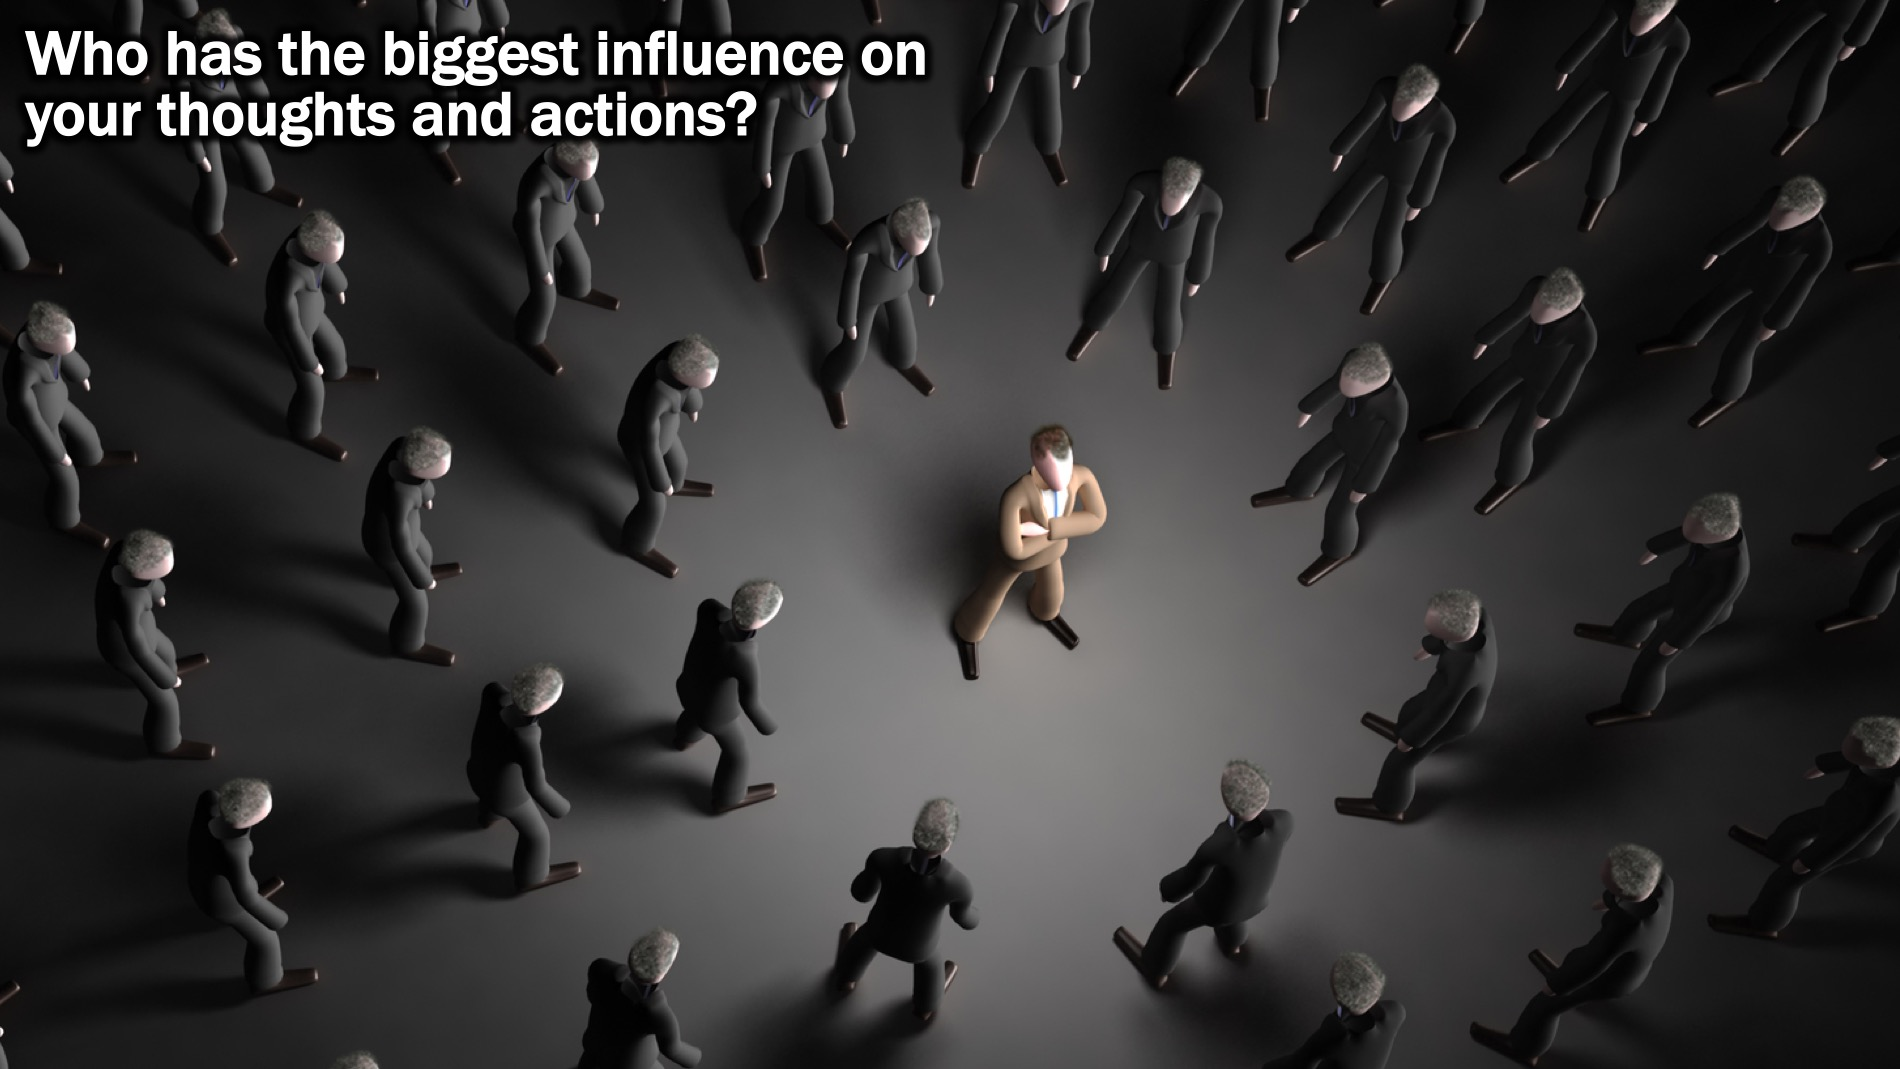 Who has the biggest influence on
your thoughts and actions?